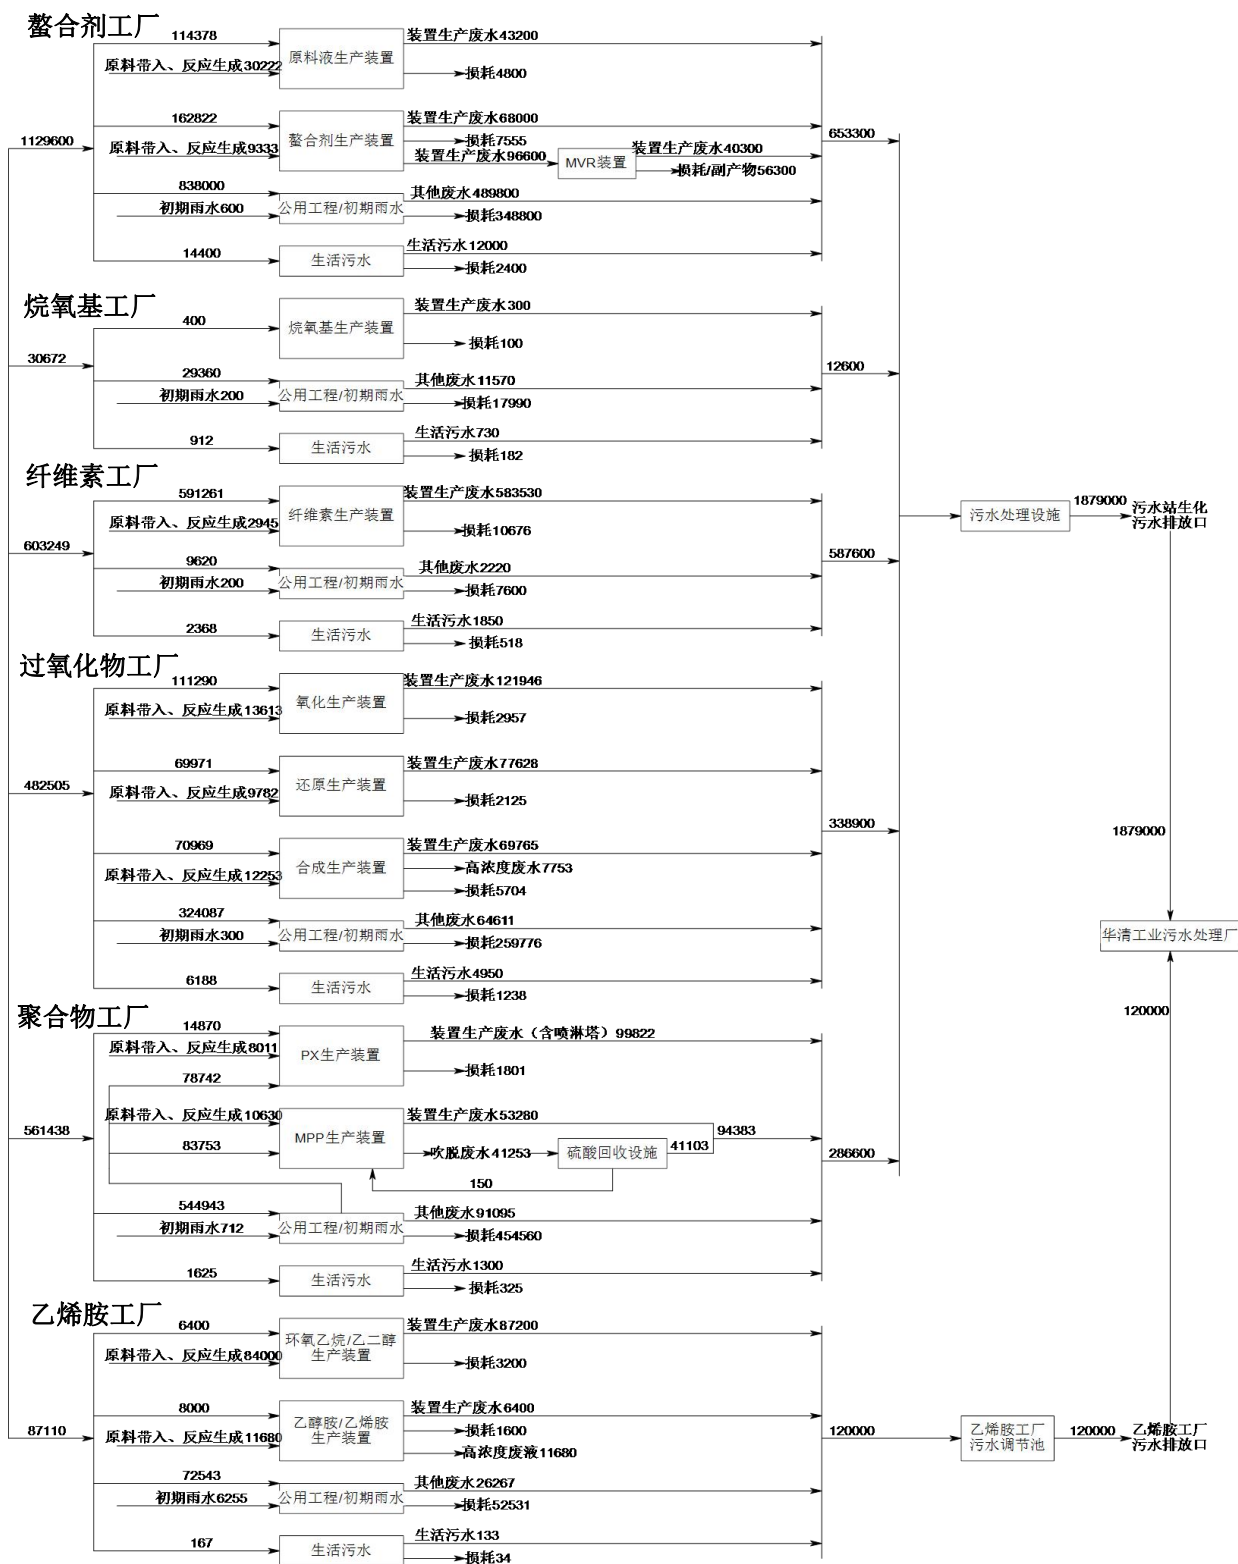 螯合剂工厂
114378
原料液生产装置
装置生产废水43200
原料带入、反应生成30222
损耗4800
1129600
162822
螯合剂生产装置
装置生产废水68000
653300
原料带入、反应生成9333
损耗7555
装置生产废水96600
MVR装置
装置生产废水40300
损耗/副产物56300
838000
公用工程/初期雨水
其他废水489800
初期雨水600
损耗348800
14400
生活污水
生活污水12000
损耗2400
烷氧基工厂
400
烷氧基生产装置
装置生产废水300
损耗100
30672
12600
29360
公用工程/初期雨水
其他废水11570
初期雨水200
损耗17990
912
生活污水
生活污水730
损耗182
纤维素工厂
591261
纤维素生产装置
装置生产废水583530
原料带入、反应生成2945
损耗10676
污水处理设施
1879000
污水站生化
污水排放口
603249
587600
9620
公用工程/初期雨水
其他废水2220
初期雨水200
损耗7600
2368
生活污水
生活污水1850
损耗518
过氧化物工厂
111290
氧化生产装置
装置生产废水121946
原料带入、反应生成13613
损耗2957
69971
还原生产装置
装置生产废水77628
482505
原料带入、反应生成9782
损耗2125
338900
1879000
70969
合成生产装置
装置生产废水69765
高浓度废水7753
原料带入、反应生成12253
损耗5704
324087
公用工程/初期雨水
其他废水64611
初期雨水300
损耗259776
华清工业污水处理厂
6188
生活污水
生活污水4950
损耗1238
聚合物工厂
120000
14870
PX生产装置
装置生产废水（含喷淋塔）99822
原料带入、反应生成8011
损耗1801
78742
原料带入、反应生成10630
MPP生产装置
装置生产废水53280
561438
83753
吹脱废水41253
硫酸回收设施
41103
94383
286600
150
544943
公用工程/初期雨水
其他废水91095
初期雨水712
损耗454560
1625
生活污水
生活污水1300
损耗325
乙烯胺工厂
6400
环氧乙烷/乙二醇
生产装置
装置生产废水87200
原料带入、反应生成84000
损耗3200
8000
乙醇胺/乙烯胺
生产装置
装置生产废水6400
损耗1600
87110
原料带入、反应生成11680
高浓度废液11680
120000
乙烯胺工厂
污水调节池
120000
乙烯胺工厂
污水排放口
72543
公用工程/初期雨水
其他废水26267
初期雨水6255
损耗52531
167
生活污水
生活污水133
损耗34